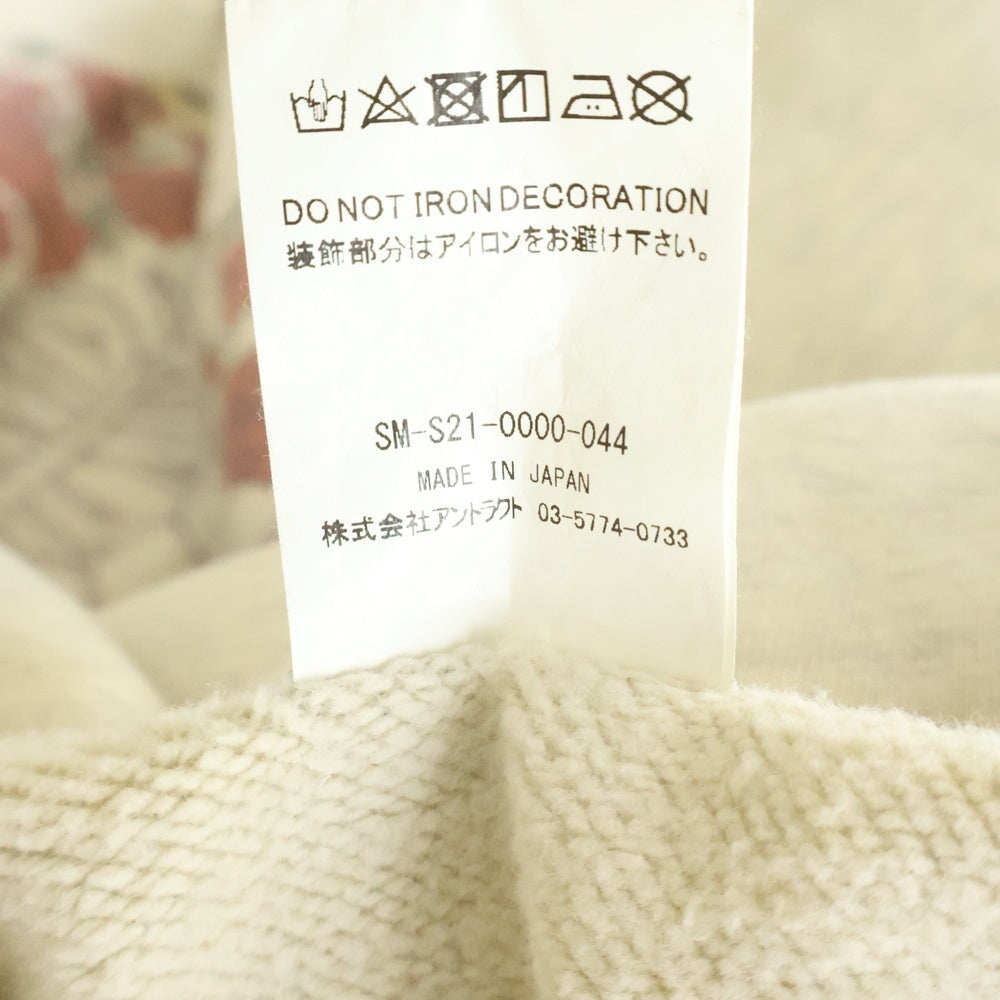 DO NOT IRON DECORATION
装飾部分はアイロンをお避け下さい。
SM-S21-0000-044
MADE IN JAPAN
株式会社アントラクト 03-5774-0733